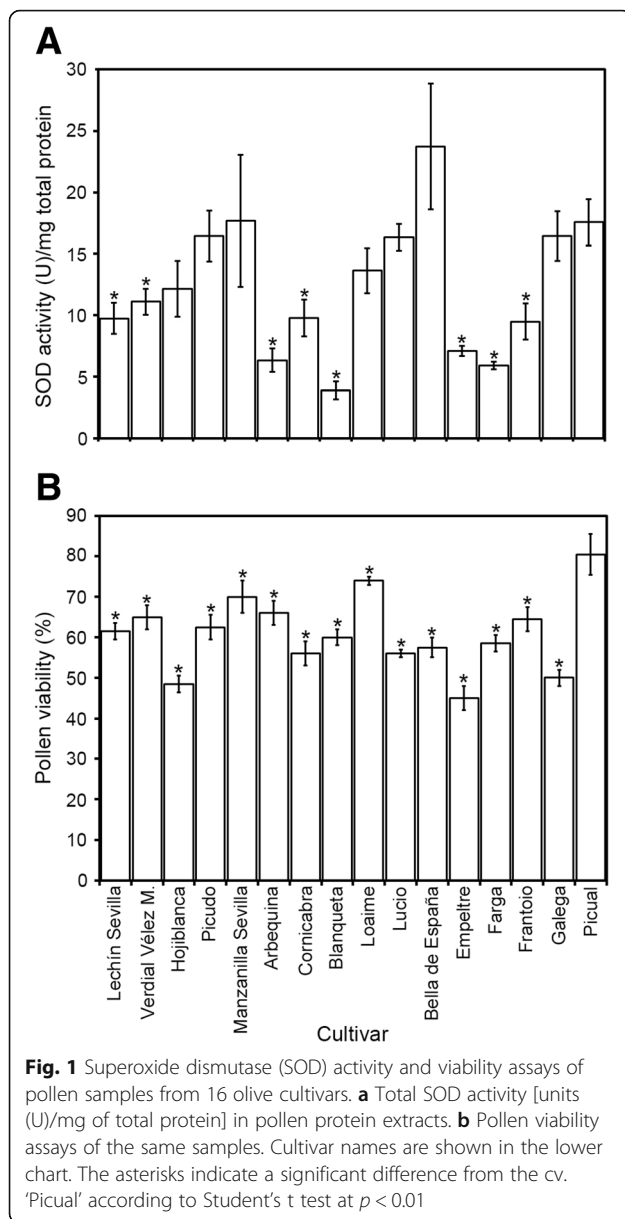 A
30
25
20
15
10
5
0
SOD activity (U)/mg total protein
* * * * * * * *
B
90
80
70
60
50
40
30
20
10
0
Pollen viability (%)
* * * * * * * * * * * * * * *
Lechín Sevilla
Verdial Vélez M.
Hojiblanca
Picudo
Manzanilla Sevilla
Arbequina
Cornicabra
Blanqueta
Loaime
Lucio
Bella de España
Empeltre
Farga
Frantoio
Galega
Picual
Cultivar
Fig. 1 Superoxide dismutase (SOD) activity and viability assays of
pollen samples from 16 olive cultivars. a Total SOD activity [units
(U)/mg of total protein] in pollen protein extracts. b Pollen viability
assays of the same samples. Cultivar names are shown in the lower
chart. The asterisks indicate a significant difference from the cv.
‘Picual’ according to Student’s t test at p < 0.01